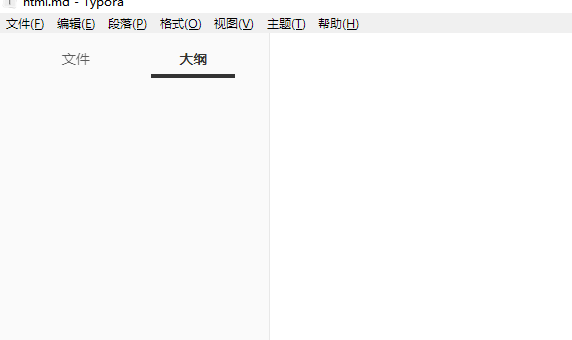 html.md - Typora
文件(F) 编辑(E) 段落(P) 格式(O) 视图(V) 主题(T) 帮助(H)
文件 大纲